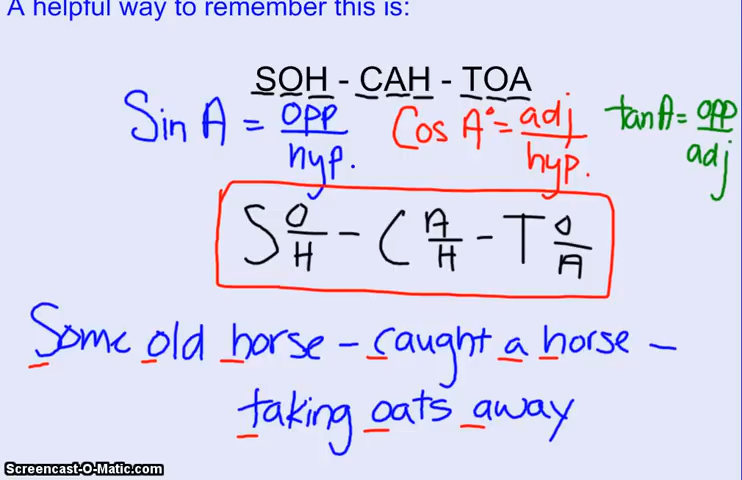 A helpful way to remember this is:
SOH - CAH - TOA
Sin A = opp/hyp. Cos A° = adj/hyp. tan A = opp/adj
S O/H - C A/H - T O/A
Some old horse - caught a horse -
taking oats away
Screencast-O-Matic.com